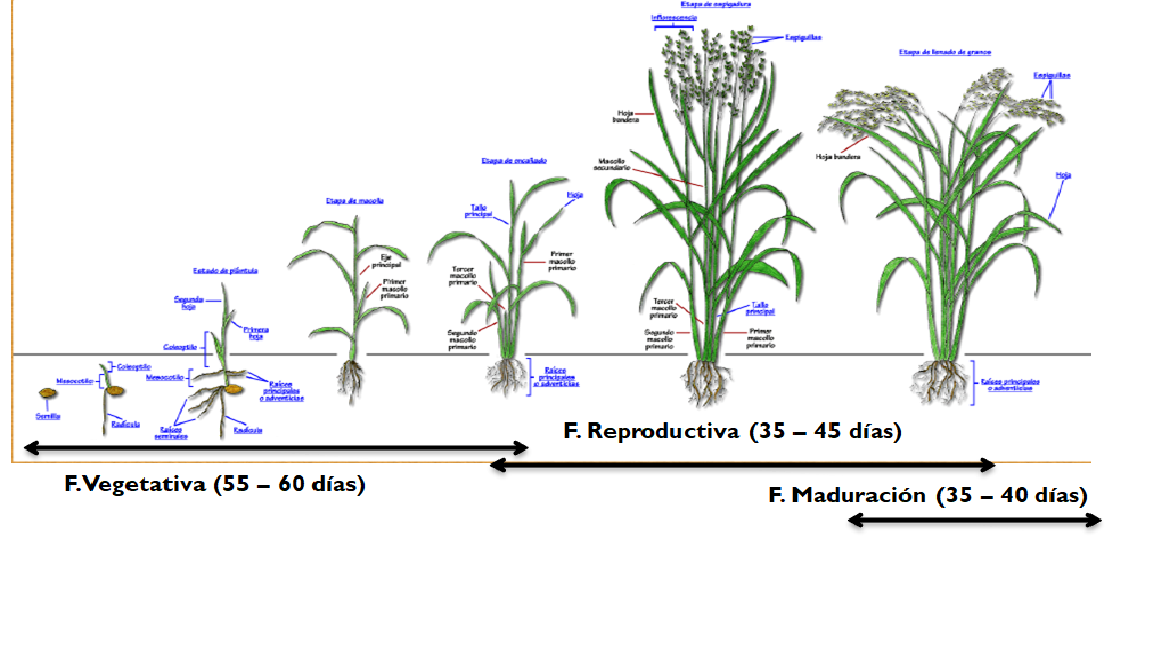 Etapa de espigadura
Inflorescencia
Espiguillas
Hoja
bandera
Macollo
secundario
Tercer
macollo
primario
Segundo
macollo
primario
Tallo
principal
Primer
macollo
primario
Etapa de llenado de granos
Espiguillas
Hoja bandera
Hoja
Raíces principales
o adventicias
Etapa de encañado
Tallo
principal
Hoja
Primer
macollo
primario
Tercer
macollo
primario
Segundo
macollo
primario
Raíces
principales
o adventicias
Etapa de macolla
Eje
principal
Primer
macollo
primario
Estado de plántula
Segunda
hoja
Primera
hoja
Coleoptilo
Mesocotilo
Raíces
principales
o adventicias
Raíces
seminales
Radícula
Coleoptilo
Mesocotilo
Radícula
Semilla
F. Reproductiva (35 – 45 días)
F. Vegetativa (55 – 60 días)
F. Maduración (35 – 40 días)